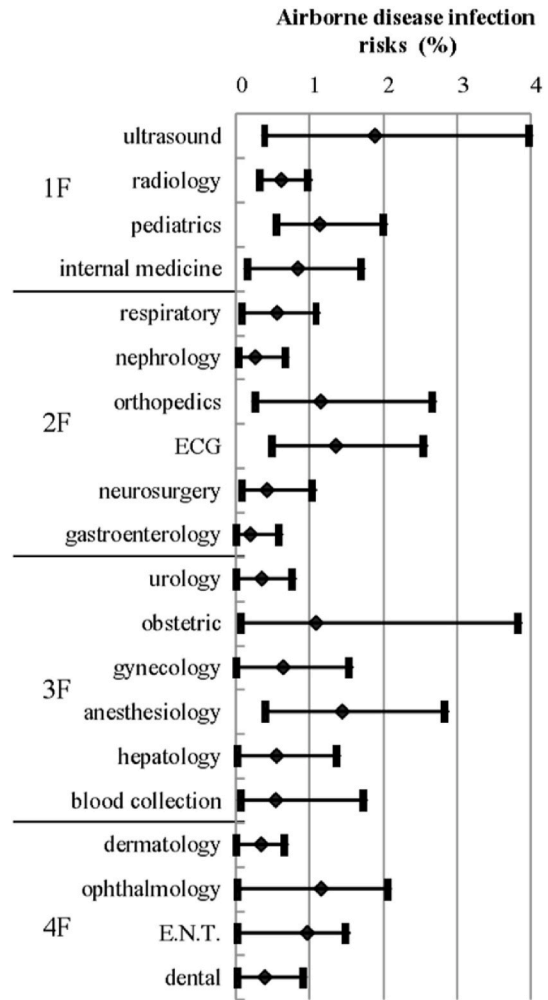 Airborne disease infection
risks (%)
0 1 2 3 4
1F
ultrasound
radiology
pediatrics
internal medicine
2F
respiratory
nephrology
orthopedics
ECG
neurosurgery
gastroenterology
3F
urology
obstetric
gynecology
anesthesiology
hepatology
blood collection
4F
dermatology
ophthalmology
E.N.T.
dental